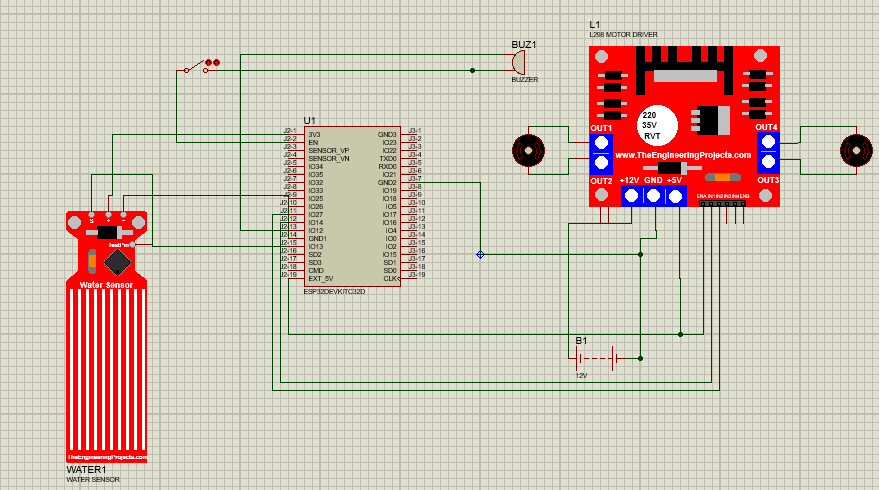 L1
L298 MOTOR DRIVER
BUZ1
BUZZER
220
35V
RVT
OUT1
OUT4
www.TheEngineeringProjects.com
OUT2
+12V GND +5V
OUT3
ENA IN1 IN2 IN3 IN4 ENB
U1
J2-1 3V3 GND3 J3-1
J2-2 EN IO23 J3-2
J2-3 SENSOR_VP IO22 J3-3
J2-4 SENSOR_VN TXD0 J3-4
J2-5 IO34 RXD0 J3-5
J2-6 IO35 IO21 J3-6
J2-7 IO32 GND2 J3-7
J2-8 IO33 IO19 J3-8
J2-9 IO25 IO18 J3-9
J2-10 IO26 IO5 J3-10
J2-11 IO27 IO17 J3-11
J2-12 IO14 IO16 J3-12
J2-13 IO12 IO4 J3-13
J2-14 GND1 IO0 J3-14
J2-15 IO13 IO2 J3-15
J2-16 SD2 IO15 J3-16
J2-17 SD3 SD1 J3-17
J2-18 CMD SD0 J3-18
J2-19 EXT_5V CLK J3-19
ESP32DEVKITC32D
S + -
TestPin
Water Sensor
TheEngineeringProjects.com
WATER1
WATER SENSOR
B1
12V